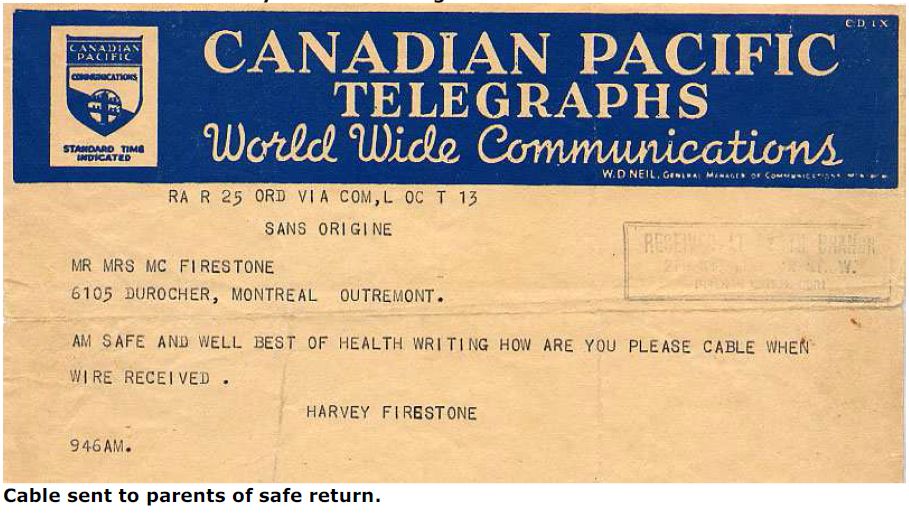 CD 1X
CANADIAN PACIFIC
TELEGRAPHS
World Wide Communications
W.D NEIL, GENERAL MANAGER OF COMMUNICATIONS
CANADIAN
PACIFIC
COMMUNICATIONS
STANDARD TIME
INDICATED
RA R 25 ORD VIA COM,L OC T 13
SANS ORIGINE
RECEIVED AT
MR MRS MC FIRESTONE
6105 DUROCHER, MONTREAL OUTREMONT.
AM SAFE AND WELL BEST OF HEALTH WRITING HOW ARE YOU PLEASE CABLE WHEN
WIRE RECEIVED .
HARVEY FIRESTONE
946AM.
Cable sent to parents of safe return.